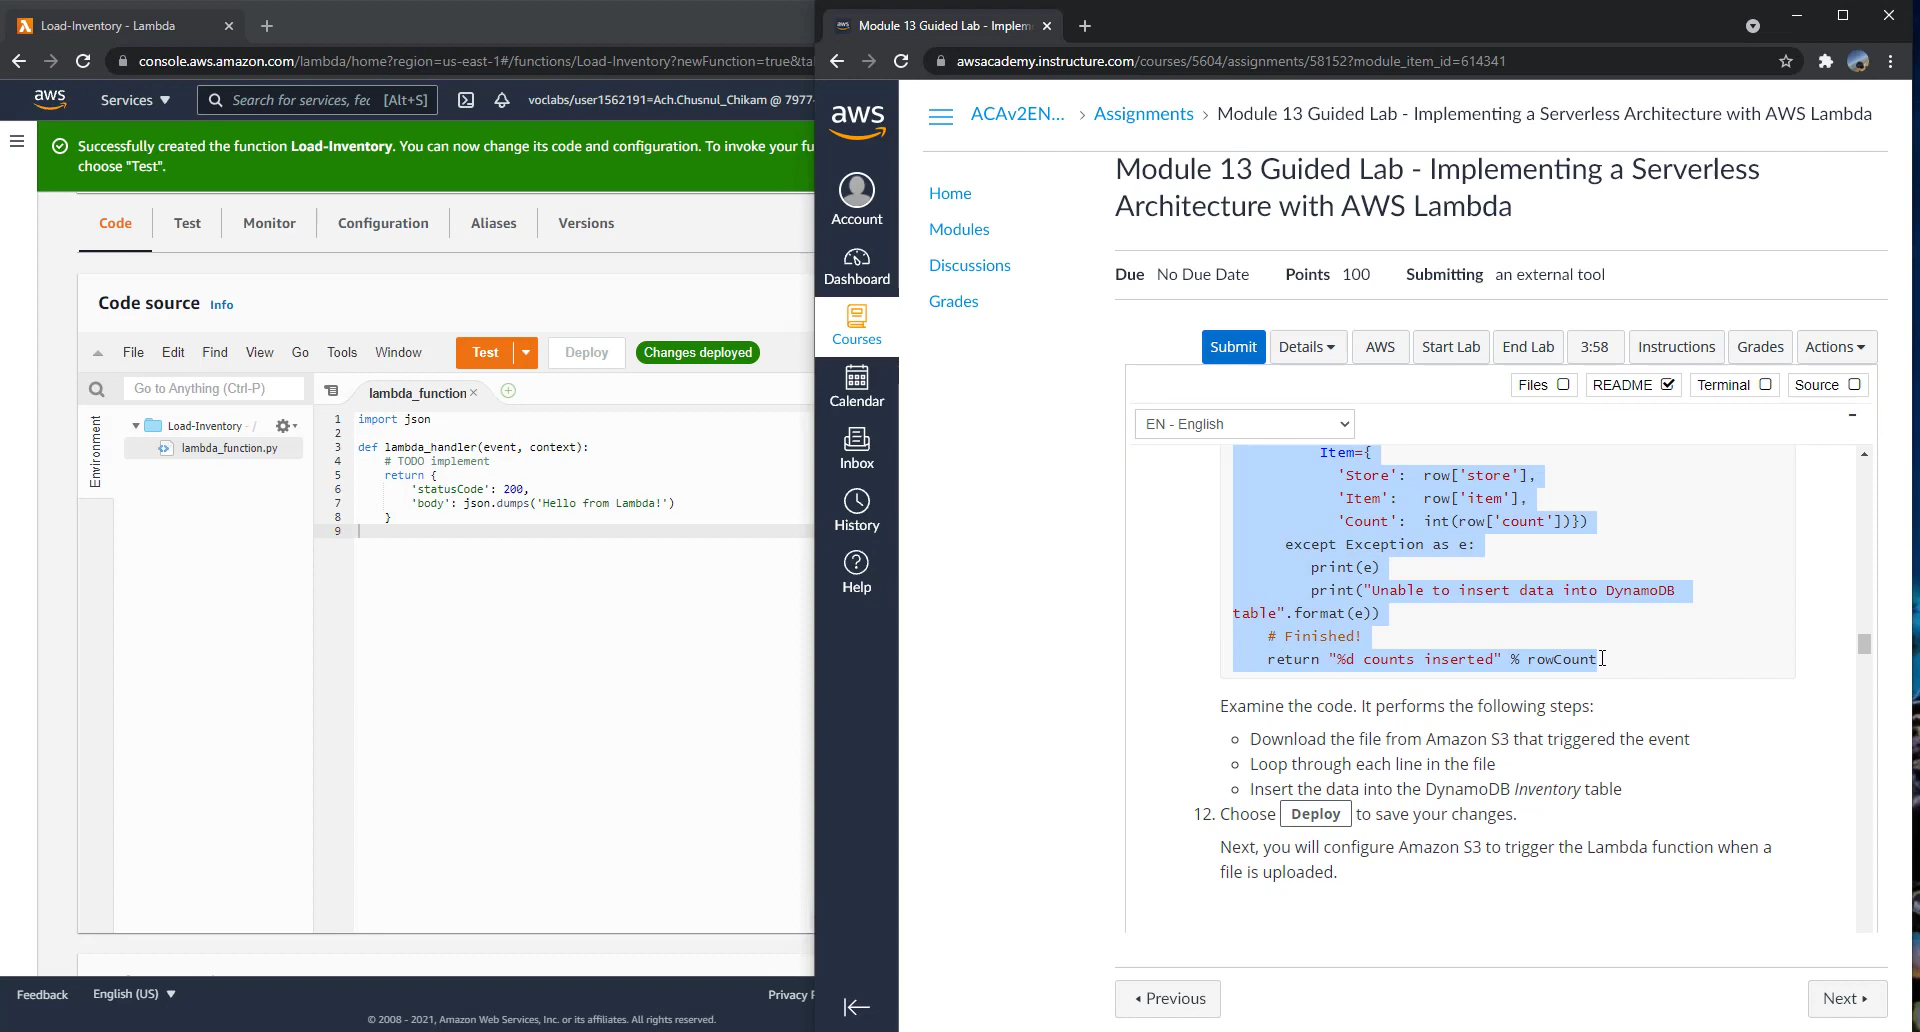 Load-Inventory - Lambda
console.aws.amazon.com/lambda/home?region=us-east-1#/functions/Load-Inventory?newFunction=true&ta
aws
Services
Search for services, fea
[Alt+S]
voclabs/user1562191=Ach.Chusnul_Chikam @ 7977-
Successfully created the function Load-Inventory. You can now change its code and configuration. To invoke your fu
choose "Test".
Code
Test
Monitor
Configuration
Aliases
Versions
Code source
Info
File
Edit
Find
View
Go
Tools
Window
Test
Deploy
Changes deployed
Go to Anything (Ctrl-P)
lambda_function
Environment
Load-Inventory - /
lambda_function.py
1 import json
2
3 def lambda_handler(event, context):
4 # TODO implement
5 return {
6 'statusCode': 200,
7 'body': json.dumps('Hello from Lambda!')
8 }
9
Feedback
English (US)
Privacy P
© 2008 - 2021, Amazon Web Services, Inc. or its affiliates. All rights reserved.
aws
Module 13 Guided Lab - Implem
awsacademy.instructure.com/courses/5604/assignments/58152?module_item_id=614341
aws
Account
Dashboard
Courses
Calendar
Inbox
History
Help
ACAv2EN... › Assignments › Module 13 Guided Lab - Implementing a Serverless Architecture with AWS Lambda
Home
Modules
Discussions
Grades
Module 13 Guided Lab - Implementing a Serverless
Architecture with AWS Lambda
Due No Due Date
Points 100
Submitting an external tool
Submit
Details
AWS
Start Lab
End Lab
3:58
Instructions
Grades
Actions
Files
README
Terminal
Source
EN - English
Item={
'Store': row['store'],
'Item': row['item'],
'Count': int(row['count'])})
except Exception as e:
print(e)
print("Unable to insert data into DynamoDB
table".format(e))
# Finished!
return "%d counts inserted" % rowCount
Examine the code. It performs the following steps:
Download the file from Amazon S3 that triggered the event
Loop through each line in the file
Insert the data into the DynamoDB Inventory table
12. Choose Deploy to save your changes.
Next, you will configure Amazon S3 to trigger the Lambda function when a
file is uploaded.
Previous
Next